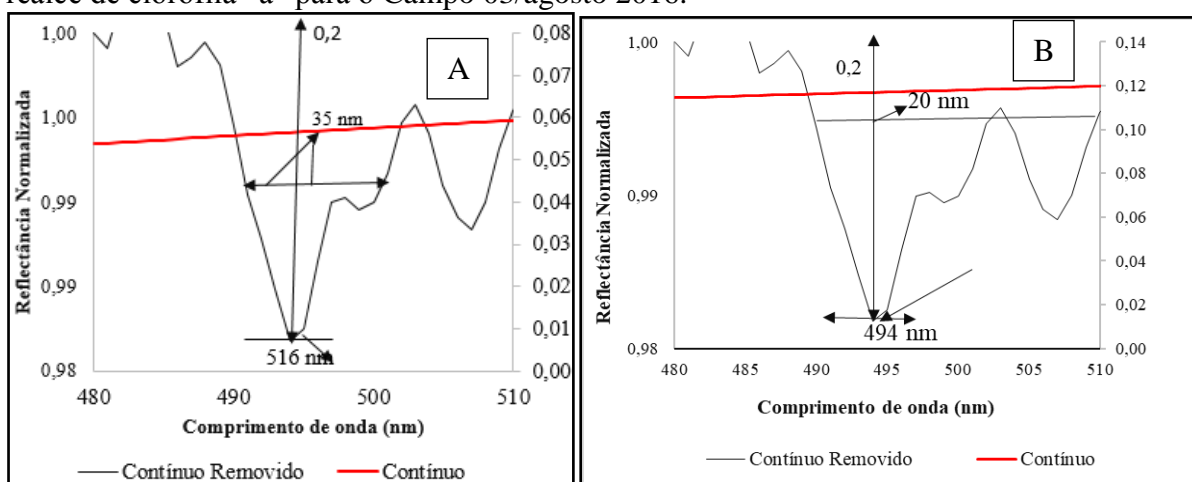 realce de clorofila "a" para o Campo 03/agosto 2016.
A
0,2
35 nm
516 nm
1,00
1,00
0,99
0,99
0,98
0,08
0,07
0,06
0,05
0,04
0,03
0,02
0,01
0,00
480
490
500
510
Reflectância Normalizada
Comprimento de onda (nm)
Contínuo Removido
Contínuo
B
0,2
20 nm
494 nm
1,00
0,99
0,98
0,14
0,12
0,10
0,08
0,06
0,04
0,02
0,00
480
485
490
495
500
505
510
Reflectância Normalizada
Comprimento de onda (nm)
Contínuo Removido
Contínuo